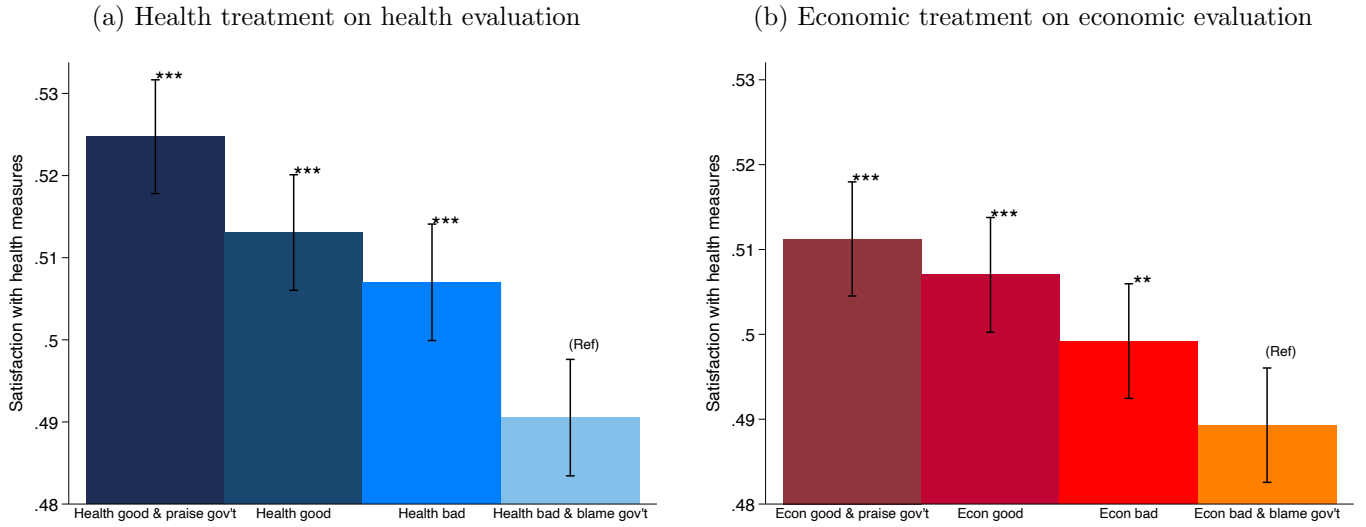 (a) Health treatment on health evaluation
Satisfaction with health measures
.53
.52
.51
.5
.49
.48
***
***
***
(Ref)
Health good & praise gov't
Health good
Health bad
Health bad & blame gov't
(b) Economic treatment on economic evaluation
Satisfaction with health measures
.53
.52
.51
.5
.49
.48
***
***
**
(Ref)
Econ good & praise gov't
Econ good
Econ bad
Econ bad & blame gov't